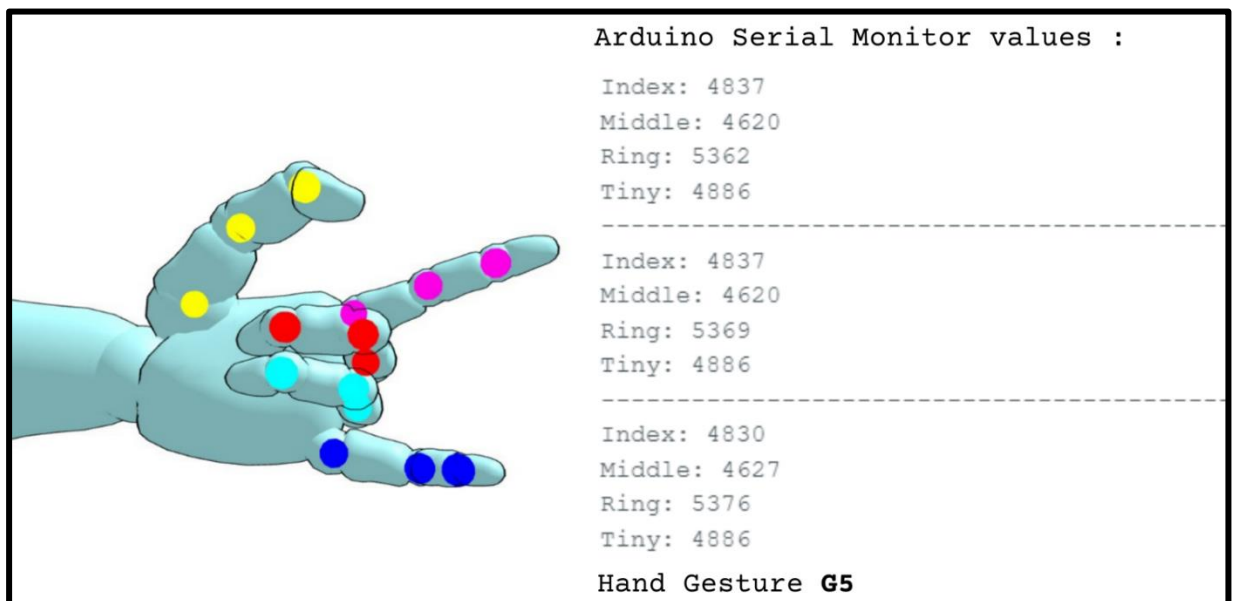 Arduino Serial Monitor values :
Index: 4837
Middle: 4620
Ring: 5362
Tiny: 4886
--------------------------------------------
Index: 4837
Middle: 4620
Ring: 5369
Tiny: 4886
--------------------------------------------
Index: 4830
Middle: 4627
Ring: 5376
Tiny: 4886
Hand Gesture G5